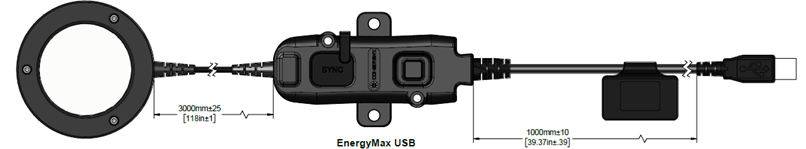 SYNC
3000mm±25
[118in±1]
EnergyMax USB
1000mm±10
[39.37in±.39]